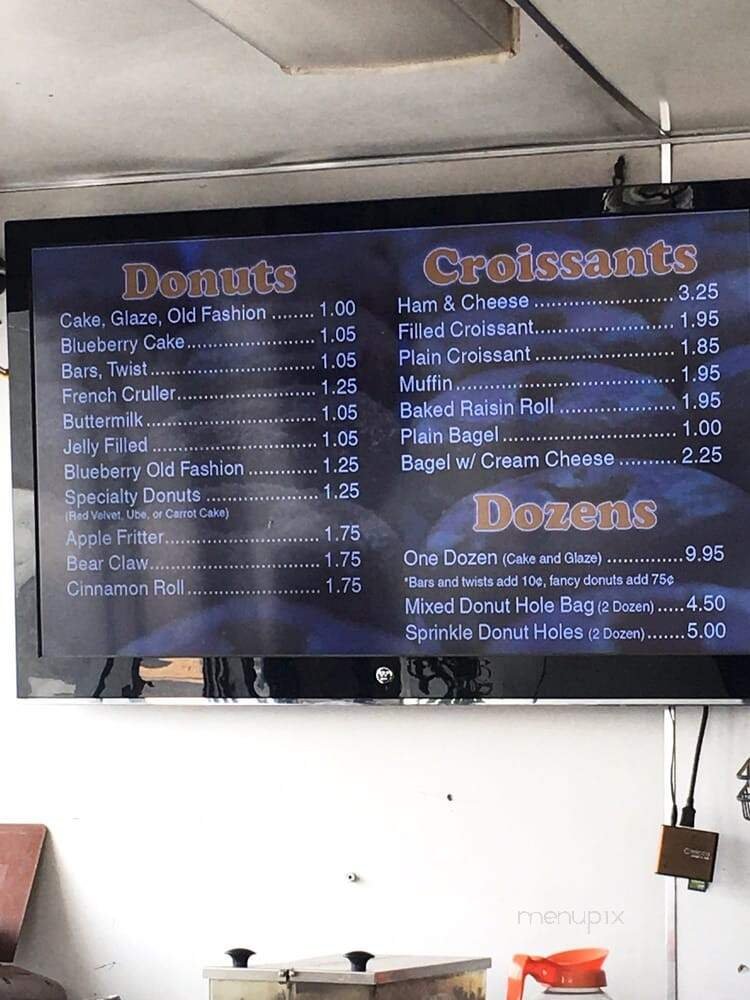 Donuts
Cake, Glaze, Old Fashion ........ 1.00
Blueberry Cake............................. 1.05
Bars, Twist..................................... 1.05
French Cruller............................... 1.25
Buttermilk...................................... 1.05
Jelly Filled ..................................... 1.05
Blueberry Old Fashion ............... 1.25
Specialty Donuts ......................... 1.25
(Red Velvet, Ube, or Carrot Cake)
Apple Fritter.................................. 1.75
Bear Claw..................................... 1.75
Cinnamon Roll............................. 1.75
Croissants
Ham & Cheese ........................... 3.25
Filled Croissant........................... 1.95
Plain Croissant ........................... 1.85
Muffin........................................... 1.95
Baked Raisin Roll ....................... 1.95
Plain Bagel.................................. 1.00
Bagel w/ Cream Cheese ........... 2.25
Dozens
One Dozen (Cake and Glaze) ...............9.95
*Bars and twists add 10¢, fancy donuts add 75¢
Mixed Donut Hole Bag (2 Dozen) .....4.50
Sprinkle Donut Holes (2 Dozen).......5.00
menupix